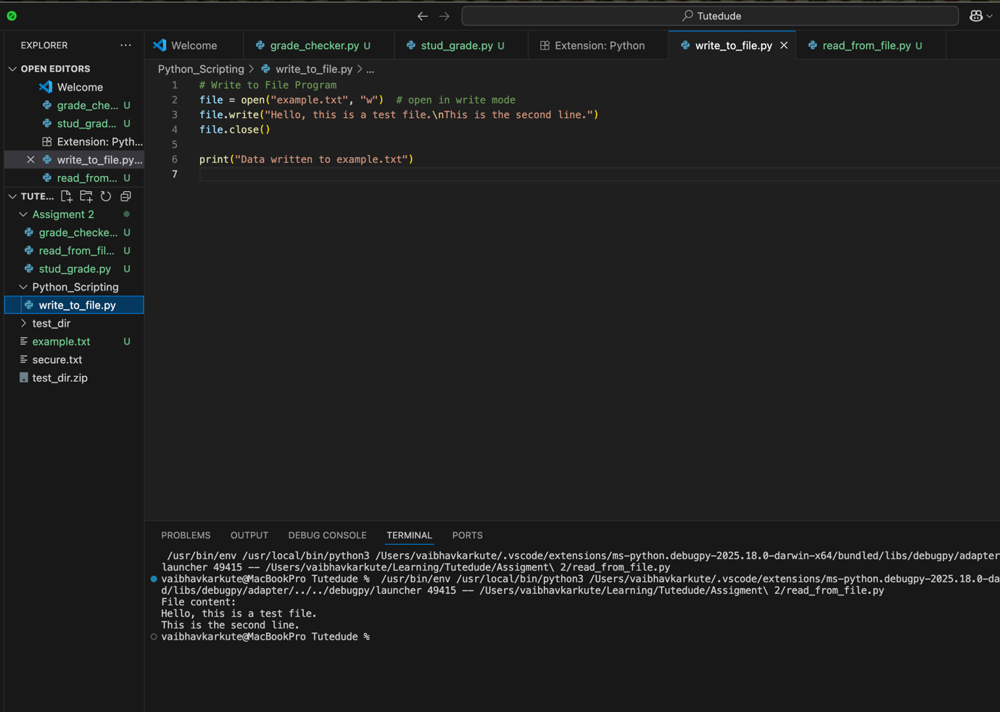 Tutedude
EXPLORER
Welcome
grade_checker.py U
stud_grade.py U
Extension: Python
write_to_file.py
read_from_file.py U
OPEN EDITORS
Welcome
grade_che... U
stud_grad... U
Extension: Pyth...
write_to_file.py...
read_from... U
TUTE...
Assigment 2
grade_checke... U
read_from_fil... U
stud_grade.py U
Python_Scripting
write_to_file.py
test_dir
example.txt U
secure.txt
test_dir.zip
Python_Scripting > write_to_file.py > ...
1 # Write to File Program
2 file = open("example.txt", "w")  # open in write mode
3 file.write("Hello, this is a test file.\nThis is the second line.")
4 file.close()
5
6 print("Data written to example.txt")
7
PROBLEMS OUTPUT DEBUG CONSOLE TERMINAL PORTS
/usr/bin/env /usr/local/bin/python3 /Users/vaibhavkarkute/.vscode/extensions/ms-python.debugpy-2025.18.0-darwin-x64/bundled/libs/debugpy/adapter
launcher 49415 -- /Users/vaibhavkarkute/Learning/Tutedude/Assigment\ 2/read_from_file.py
vaibhavkarkute@MacBookPro Tutedude %  /usr/bin/env /usr/local/bin/python3 /Users/vaibhavkarkute/.vscode/extensions/ms-python.debugpy-2025.18.0-da
d/libs/debugpy/adapter/../../debugpy/launcher 49415 -- /Users/vaibhavkarkute/Learning/Tutedude/Assigment\ 2/read_from_file.py
File content:
Hello, this is a test file.
This is the second line.
vaibhavkarkute@MacBookPro Tutedude %